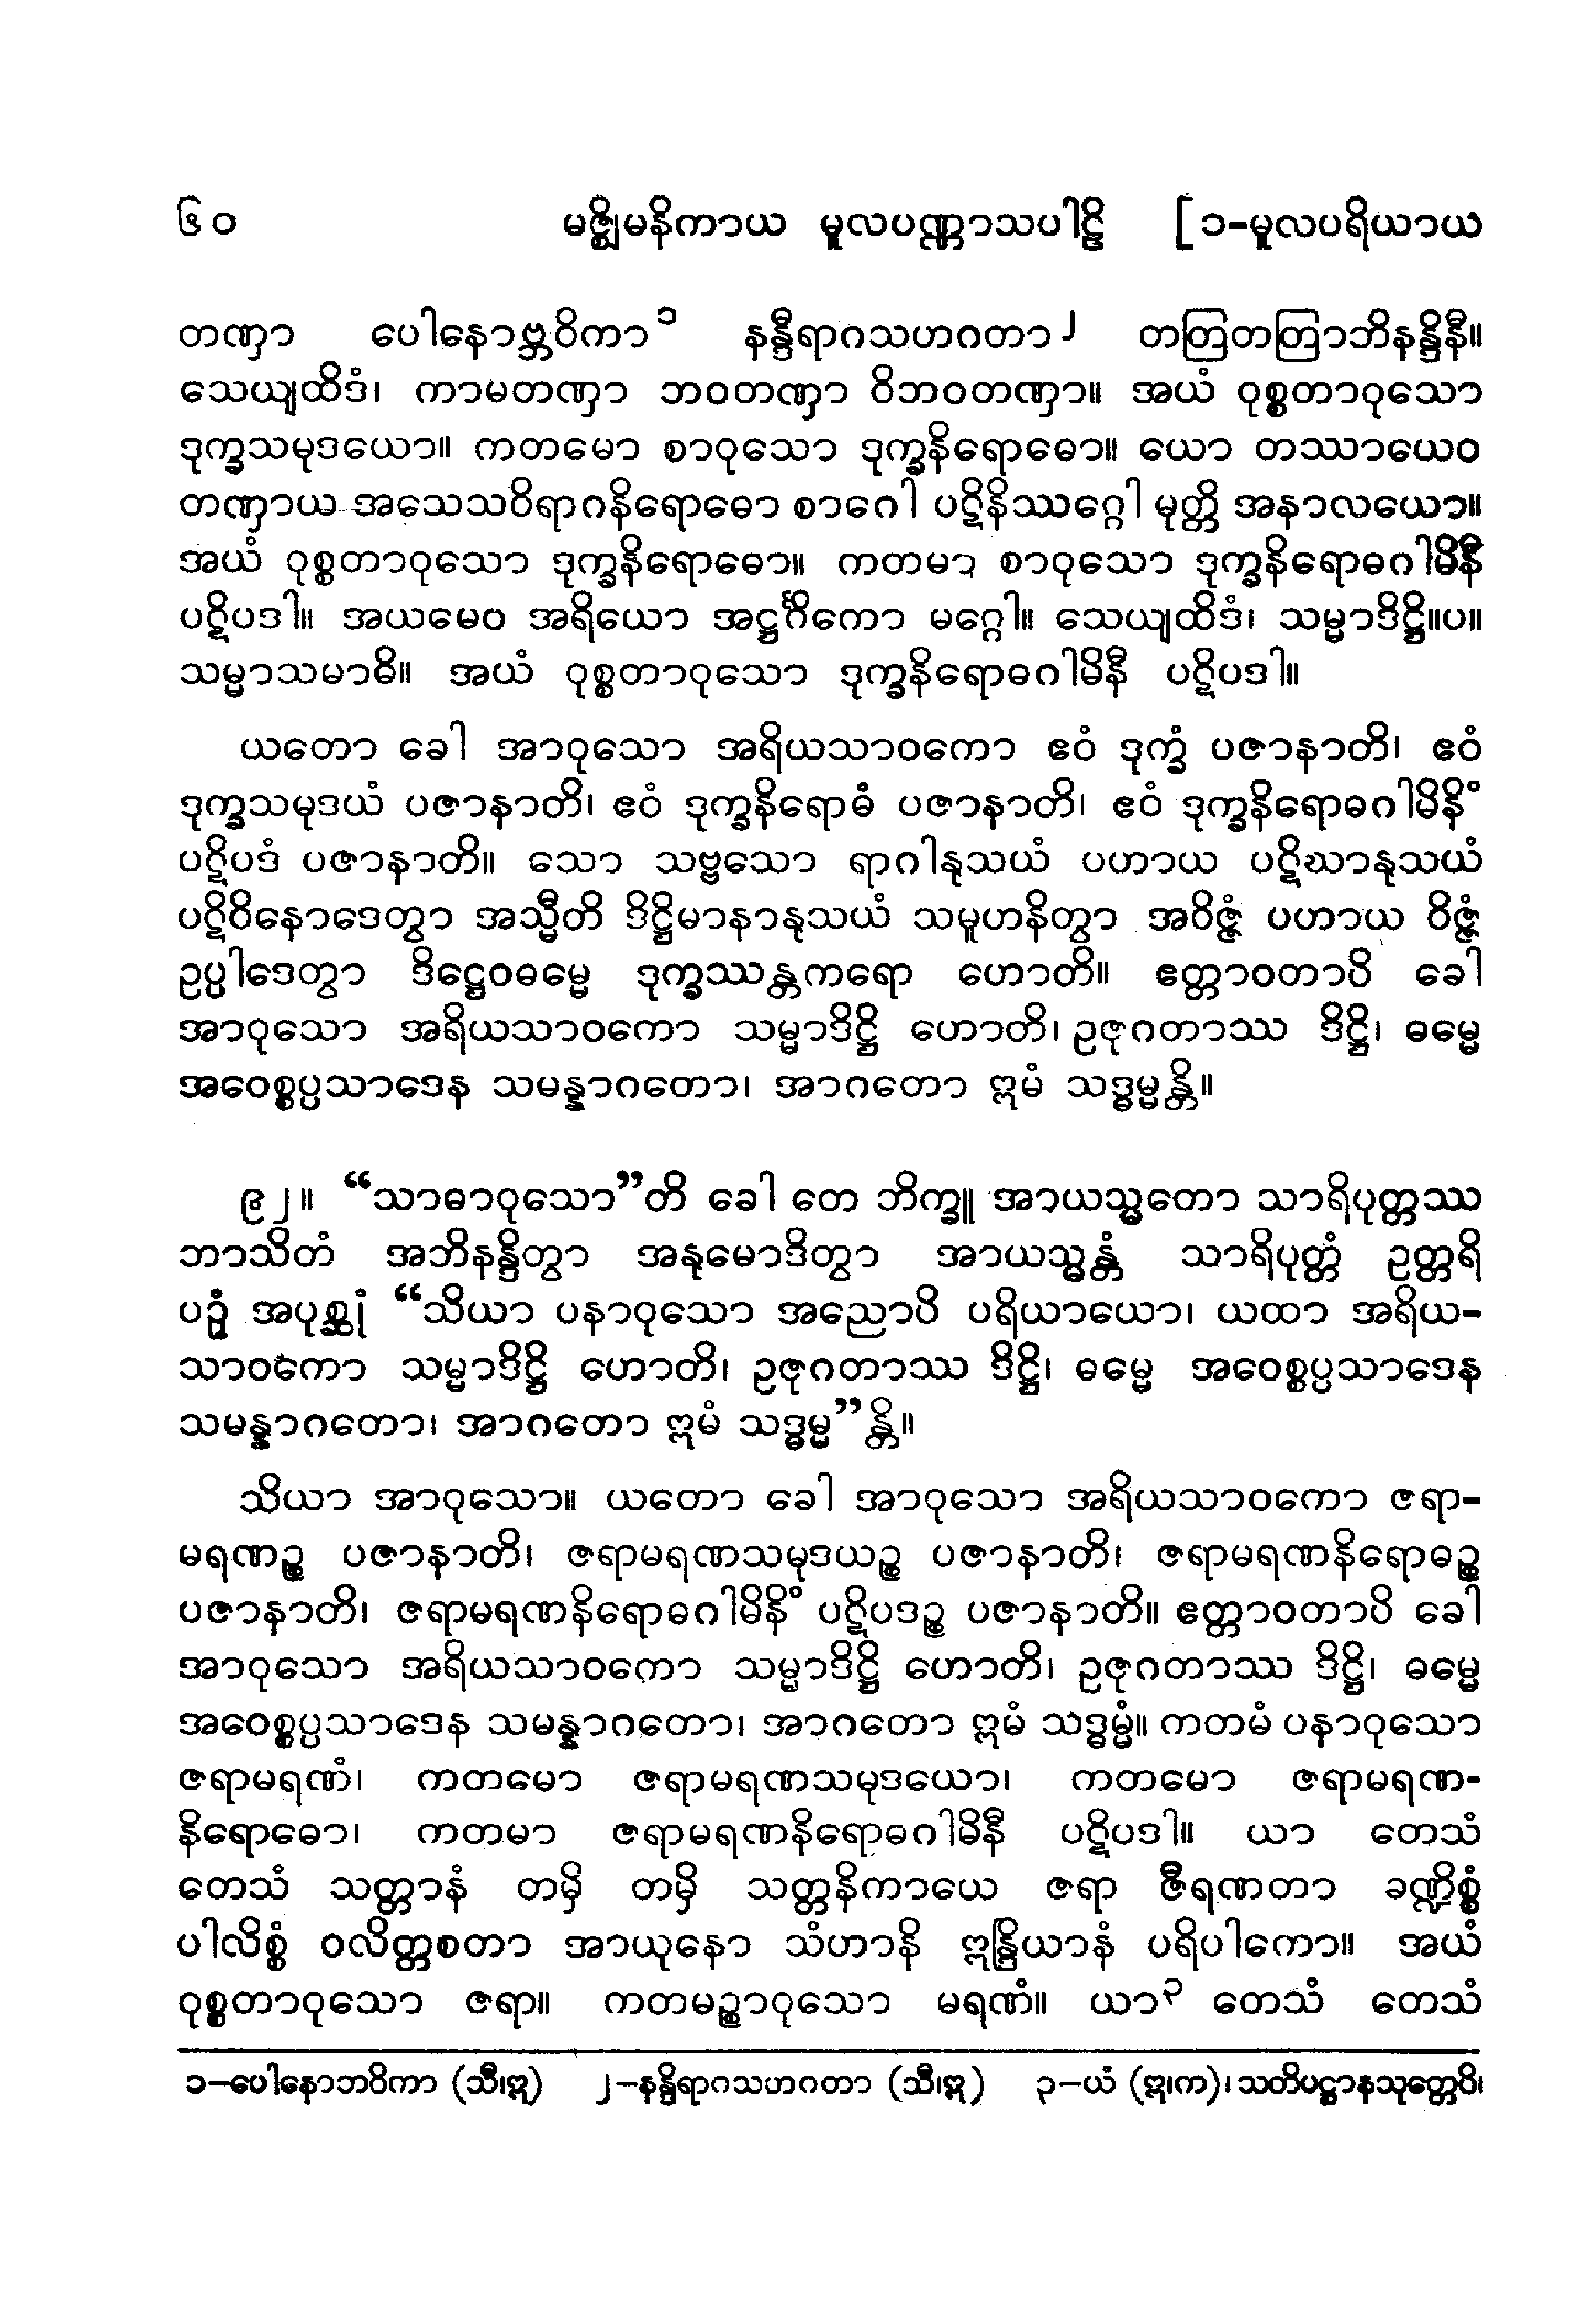 ၆၀ မဇ္ဈိမနိကာယ မူလပဏ္ဏာသပါဠိ [၁-မူလပရိယာယ
တဏှာ ပေါနောဗ္ဘဝိကာ၁ နန္ဒီရာဂသဟဂတာ၂ တတြတတြာဘိနန္ဒိနီ။
သေယျထိဒံ၊ ကာမတဏှာ ဘဝတဏှာ ဝိဘဝတဏှာ။ အယံ ဝုစ္စတာဝုသော
ဒုက္ခသမုဒယော။ ကတမော စာဝုသော ဒုက္ခနိရောဓော။ ယော တဿာယေဝ
တဏှာယ အသေသဝိရာဂနိရောဓော စာဂေါ ပဋိနိဿဂ္ဂေါ မုတ္တိ အနာလယော။
အယံ ဝုစ္စတာဝုသော ဒုက္ခနိရောဓော။ ကတမာ စာဝုသော ဒုက္ခနိရောဓဂါမိနီ
ပဋိပဒါ။ အယမေဝ အရိယော အဋ္ဌင်္ဂိကော မဂ္ဂေါ။ သေယျထိဒံ၊ သမ္မာဒိဋ္ဌိ။ပ။
သမ္မာသမာဓိ။ အယံ ဝုစ္စတာဝုသော ဒုက္ခနိရောဓဂါမိနီ ပဋိပဒါ။
ယတော ခေါ အာဝုသော အရိယသာဝကော ဧဝံ ဒုက္ခံ ပဇာနာတိ၊ ဧဝံ
ဒုက္ခသမုဒယံ ပဇာနာတိ၊ ဧဝံ ဒုက္ခနိရောဓံ ပဇာနာတိ၊ ဧဝံ ဒုက္ခနိရောဓဂါမိနိံ
ပဋိပဒံ ပဇာနာတိ။ သော သဗ္ဗသော ရာဂါနုသယံ ပဟာယ ပဋိဃာနုသယံ
ပဋိဝိနောဒေတွာ အသ္မီတိ ဒိဋ္ဌိမာနာနုသယံ သမူဟနိတွာ အဝိဇ္ဇံ ပဟာယ ဝိဇ္ဇံ
ဥပ္ပါဒေတွာ ဒိဋ္ဌေဝဓမ္မေ ဒုက္ခဿန္တကရော ဟောတိ။ ဧတ္တာဝတာပိ ခေါ
အာဝုသော အရိယသာဝကော သမ္မာဒိဋ္ဌိ ဟောတိ၊ ဥဇုဂတာဿ ဒိဋ္ဌိ၊ ဓမ္မေ
အဝေစ္စပ္ပသာဒေန သမန္နာဂတော၊ အာဂတော ဣမံ သဒ္ဓမ္မန္တိ။
၉၂။ “သာဓာဝုသော”တိ ခေါ တေ ဘိက္ခူ အာယသ္မတော သာရိပုတ္တဿ
ဘာသိတံ အဘိနန္ဒိတွာ အနုမောဒိတွာ အာယသ္မန္တံ သာရိပုတ္တံ ဥတ္တရိ
ပဉှံ အပုစ္ဆုံ “သိယာ ပနာဝုသော အညောပိ ပရိယာယော၊ ယထာ အရိယ-
သာဝကော သမ္မာဒိဋ္ဌိ ဟောတိ၊ ဥဇုဂတာဿ ဒိဋ္ဌိ၊ ဓမ္မေ အဝေစ္စပ္ပသာဒေန
သမန္နာဂတော၊ အာဂတော ဣမံ သဒ္ဓမ္မ”န္တိ။
သိယာ အာဝုသော။ ယတော ခေါ အာဝုသော အရိယသာဝကော ဇရာ-
မရဏဉ္စ ပဇာနာတိ၊ ဇရာမရဏသမုဒယဉ္စ ပဇာနာတိ၊ ဇရာမရဏနိရောဓဉ္စ
ပဇာနာတိ၊ ဇရာမရဏနိရောဓဂါမိနိံ ပဋိပဒဉ္စ ပဇာနာတိ။ ဧတ္တာဝတာပိ ခေါ
အာဝုသော အရိယသာဝကော သမ္မာဒိဋ္ဌိ ဟောတိ၊ ဥဇုဂတာဿ ဒိဋ္ဌိ၊ ဓမ္မေ
အဝေစ္စပ္ပသာဒေန သမန္နာဂတော၊ အာဂတော ဣမံ သဒ္ဓမ္မံ။ ကတမံ ပနာဝုသော
ဇရာမရဏံ၊ ကတမော ဇရာမရဏသမုဒယော၊ ကတမော ဇရာမရဏ-
နိရောဓော၊ ကတမာ ဇရာမရဏနိရောဓဂါမိနီ ပဋိပဒါ။ ယာ တေသံ
တေသံ သတ္တာနံ တမှိ တမှိ သတ္တနိကာယေ ဇရာ ဇီရဏတာ ခဏ္ဍိစ္စံ
ပါလိစ္စံ ဝလိတ္တစတာ အာယုနော သံဟာနိ ဣန္ဒြိယာနံ ပရိပါကော။ အယံ
ဝုစ္စတာဝုသော ဇရာ။ ကတမဉ္စာဝုသော မရဏံ။ ယာ၃ တေသံ တေသံ
၁–ပေါနောဘဝိကာ (သီ၊ဣ) ၂–နန္ဒိရာဂသဟဂတာ (သီ၊ဣ) ၃–ယံ (ဣ၊က)၊ သတိပဋ္ဌာနသုတ္တေပိ၊